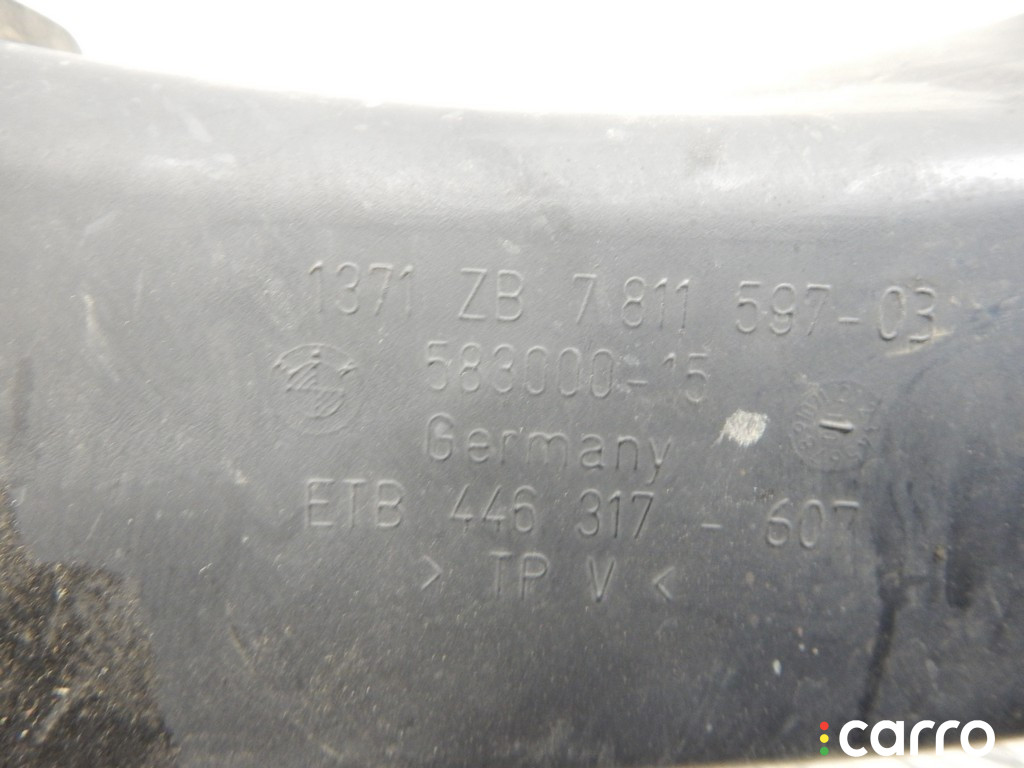 1371 ZB 7 811 597-03
583000-15
Germany
ETB 446 317 - 607
> TP V <
carro